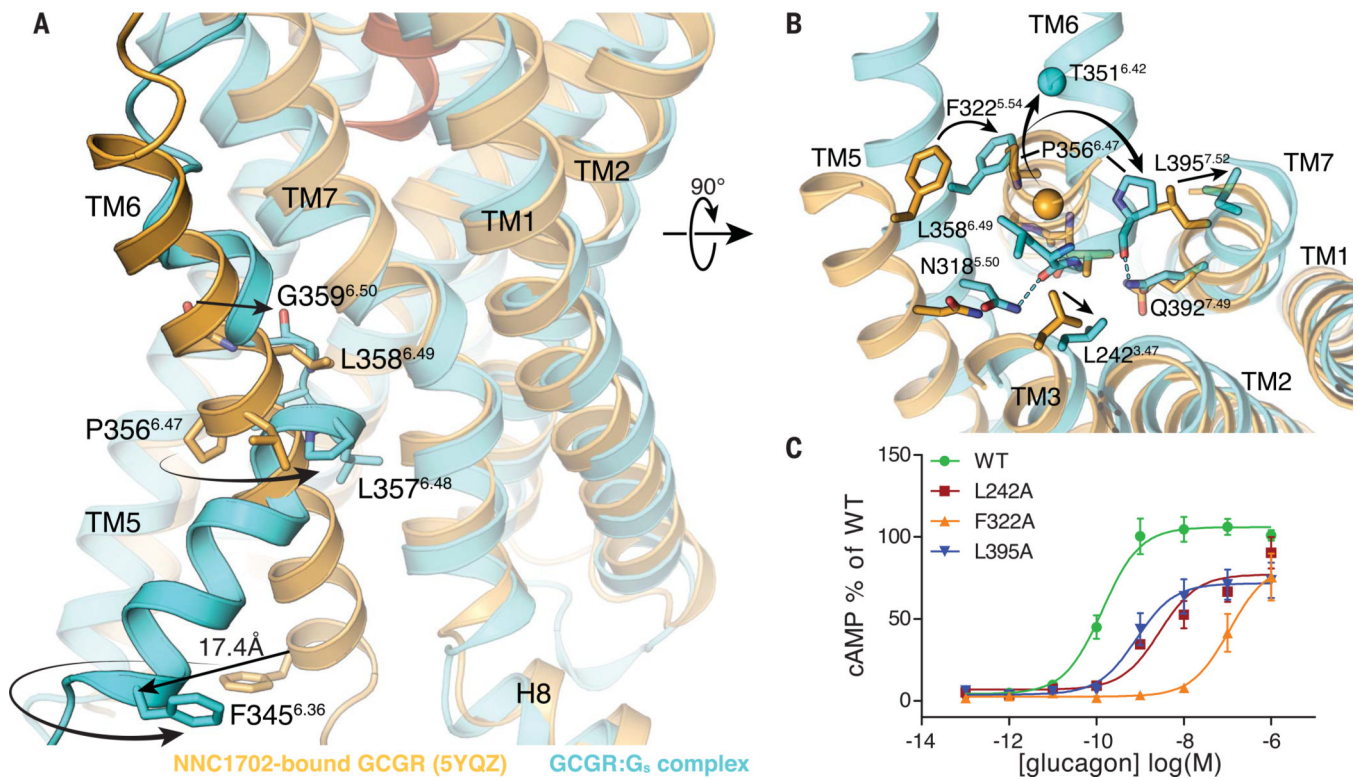 A
TM6
TM7
TM2
TM1
G359^6.50
L358^6.49
P356^6.47
L357^6.48
TM5
17.4Å
F345^6.36
H8
NNC1702-bound GCGR (5YQZ)
GCGR:Gₛ complex
90°
B
TM6
T351^6.42
F322^5.54
TM5
P356^6.47
L395^7.52
TM7
L358^6.49
N318^5.50
TM1
Q392^7.49
L242^3.47
TM3
TM2
C
WT
L242A
F322A
L395A
cAMP % of WT
150
100
50
0
-14
-12
-10
-8
-6
[glucagon] log(M)